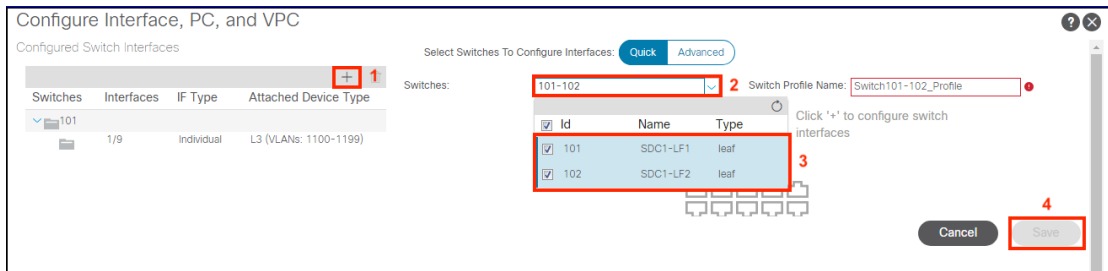 Configure Interface, PC, and VPC
Configured Switch Interfaces
Select Switches To Configure Interfaces: Quick Advanced
1
Switches Interfaces IF Type Attached Device Type
101
1/9 Individual L3 (VLANs: 1100-1199)
Switches: 101-102 2 Switch Profile Name: Switch101-102_Profile
Id Name Type
101 SDC1-LF1 leaf
102 SDC1-LF2 leaf
3
Click '+' to configure switch
interfaces
4
Cancel Save